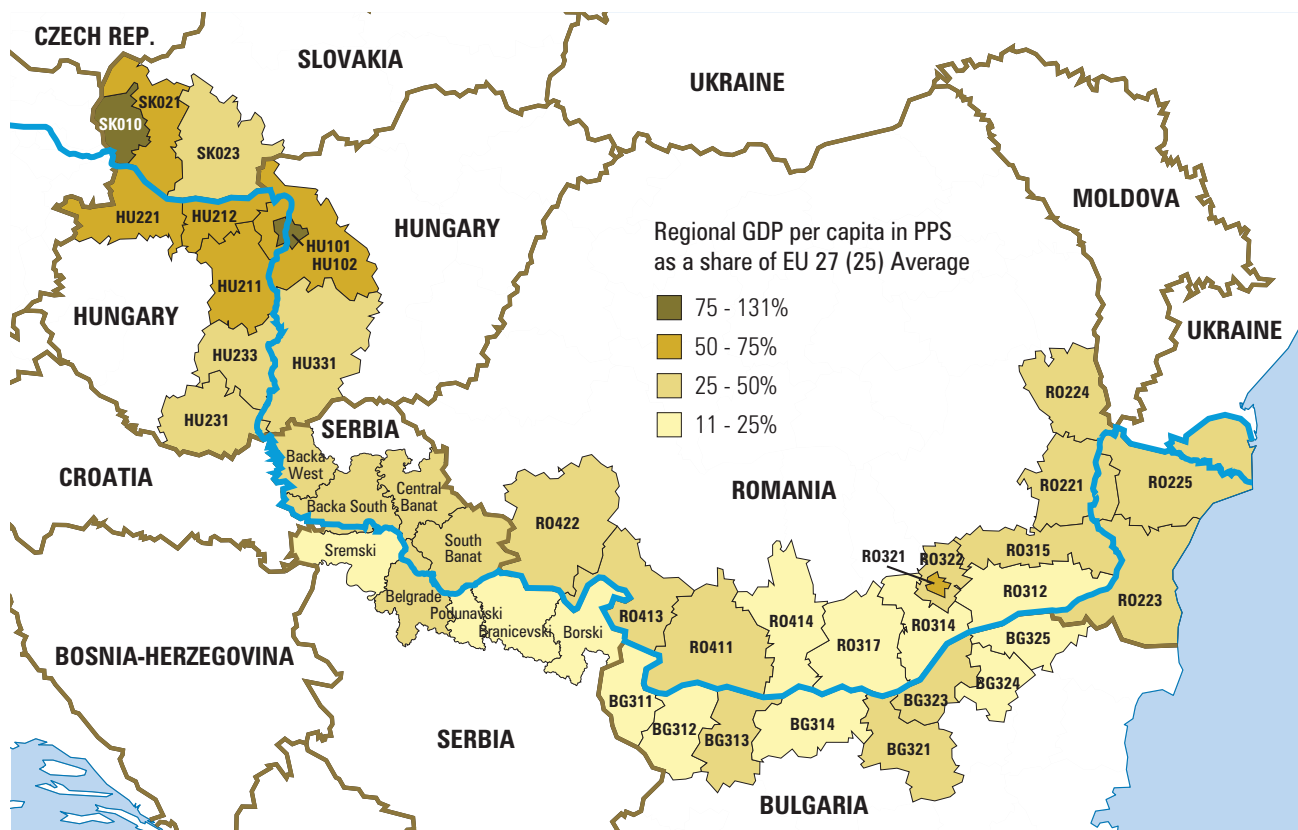 CZECH REP.
SLOVAKIA
UKRAINE
SK021
SK010
SK023
MOLDOVA
HU221
HU212
HUNGARY
HU101
HU102
Regional GDP per capita in PPS
as a share of EU 27 (25) Average
75 - 131%
50 - 75%
25 - 50%
11 - 25%
HU211
HUNGARY
UKRAINE
HU233
HU331
HU231
RO224
SERBIA
CROATIA
Backa
West
Central
Banat
Backa South
ROMANIA
RO221
RO225
RO422
South
Banat
Sremski
RO321
RO322
RO315
RO312
RO223
Belgrade
Podunavski
Branicevski
Borski
RO413
RO411
RO414
RO317
RO314
BG325
BOSNIA-HERZEGOVINA
BG324
BG311
BG323
BG312
BG313
BG314
SERBIA
BG321
BULGARIA